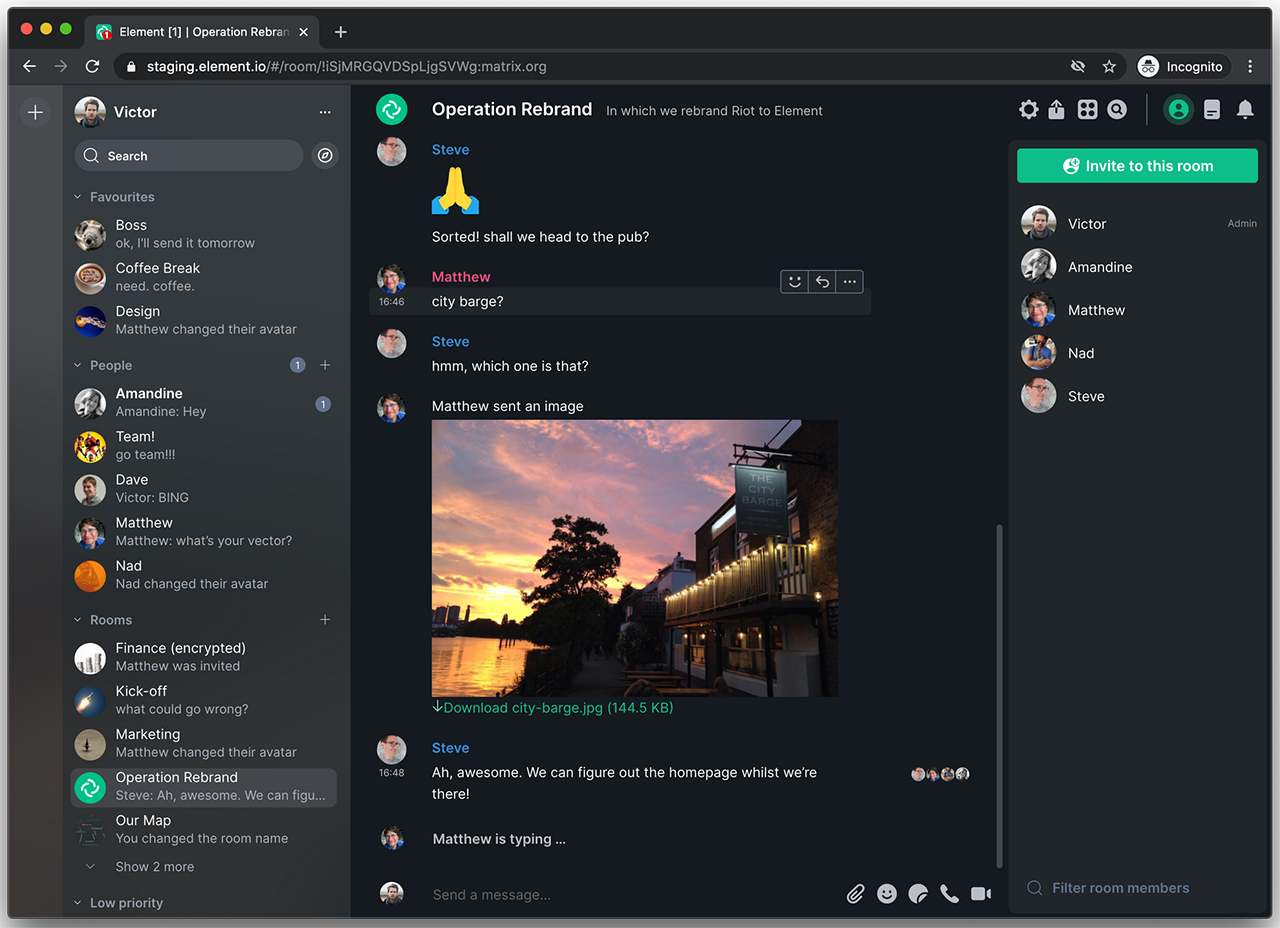 Element [1] | Operation Rebran
staging.element.io/#/room/!iSjMRGQVDSpLjgSVWg:matrix.org
Incognito
Victor
Search
Favourites
Boss
ok, I'll send it tomorrow
Coffee Break
need. coffee.
Design
Matthew changed their avatar
People
1
Amandine
Amandine: Hey
1
Team!
go team!!!
Dave
Victor: BING
Matthew
Matthew: what's your vector?
Nad
Nad changed their avatar
Rooms
Finance (encrypted)
Matthew was invited
Kick-off
what could go wrong?
Marketing
Matthew changed their avatar
Operation Rebrand
Steve: Ah, awesome. We can figu...
Our Map
You changed the room name
Show 2 more
Low priority
Operation Rebrand In which we rebrand Riot to Element
Steve
Sorted! shall we head to the pub?
Matthew
16:46 city barge?
Steve
hmm, which one is that?
Matthew sent an image
THE
CITY
BARGE
Download city-barge.jpg (144.5 KB)
Steve
16:48 Ah, awesome. We can figure out the homepage whilst we're
there!
Matthew is typing ...
Send a message...
Invite to this room
Victor Admin
Amandine
Matthew
Nad
Steve
Filter room members